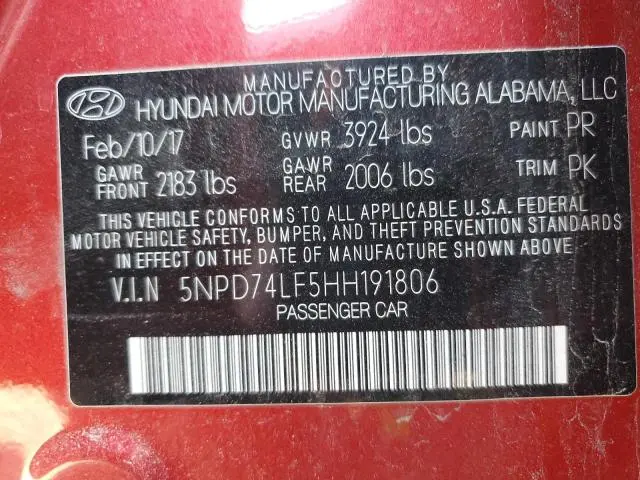 MANUFACTURED BY
HYUNDAI MOTOR MANUFACTURING ALABAMA, LLC
Feb/10/17 GVWR 3924 lbs PAINT PR
GAWR FRONT 2183 lbs GAWR REAR 2006 lbs TRIM PK
THIS VEHICLE CONFORMS TO ALL APPLICABLE U.S.A. FEDERAL
MOTOR VEHICLE SAFETY, BUMPER, AND THEFT PREVENTION STANDARDS
IN EFFECT ON THE DATE OF MANUFACTURE SHOWN ABOVE.
V.I.N 5NPD74LF5HH191806
PASSENGER CAR